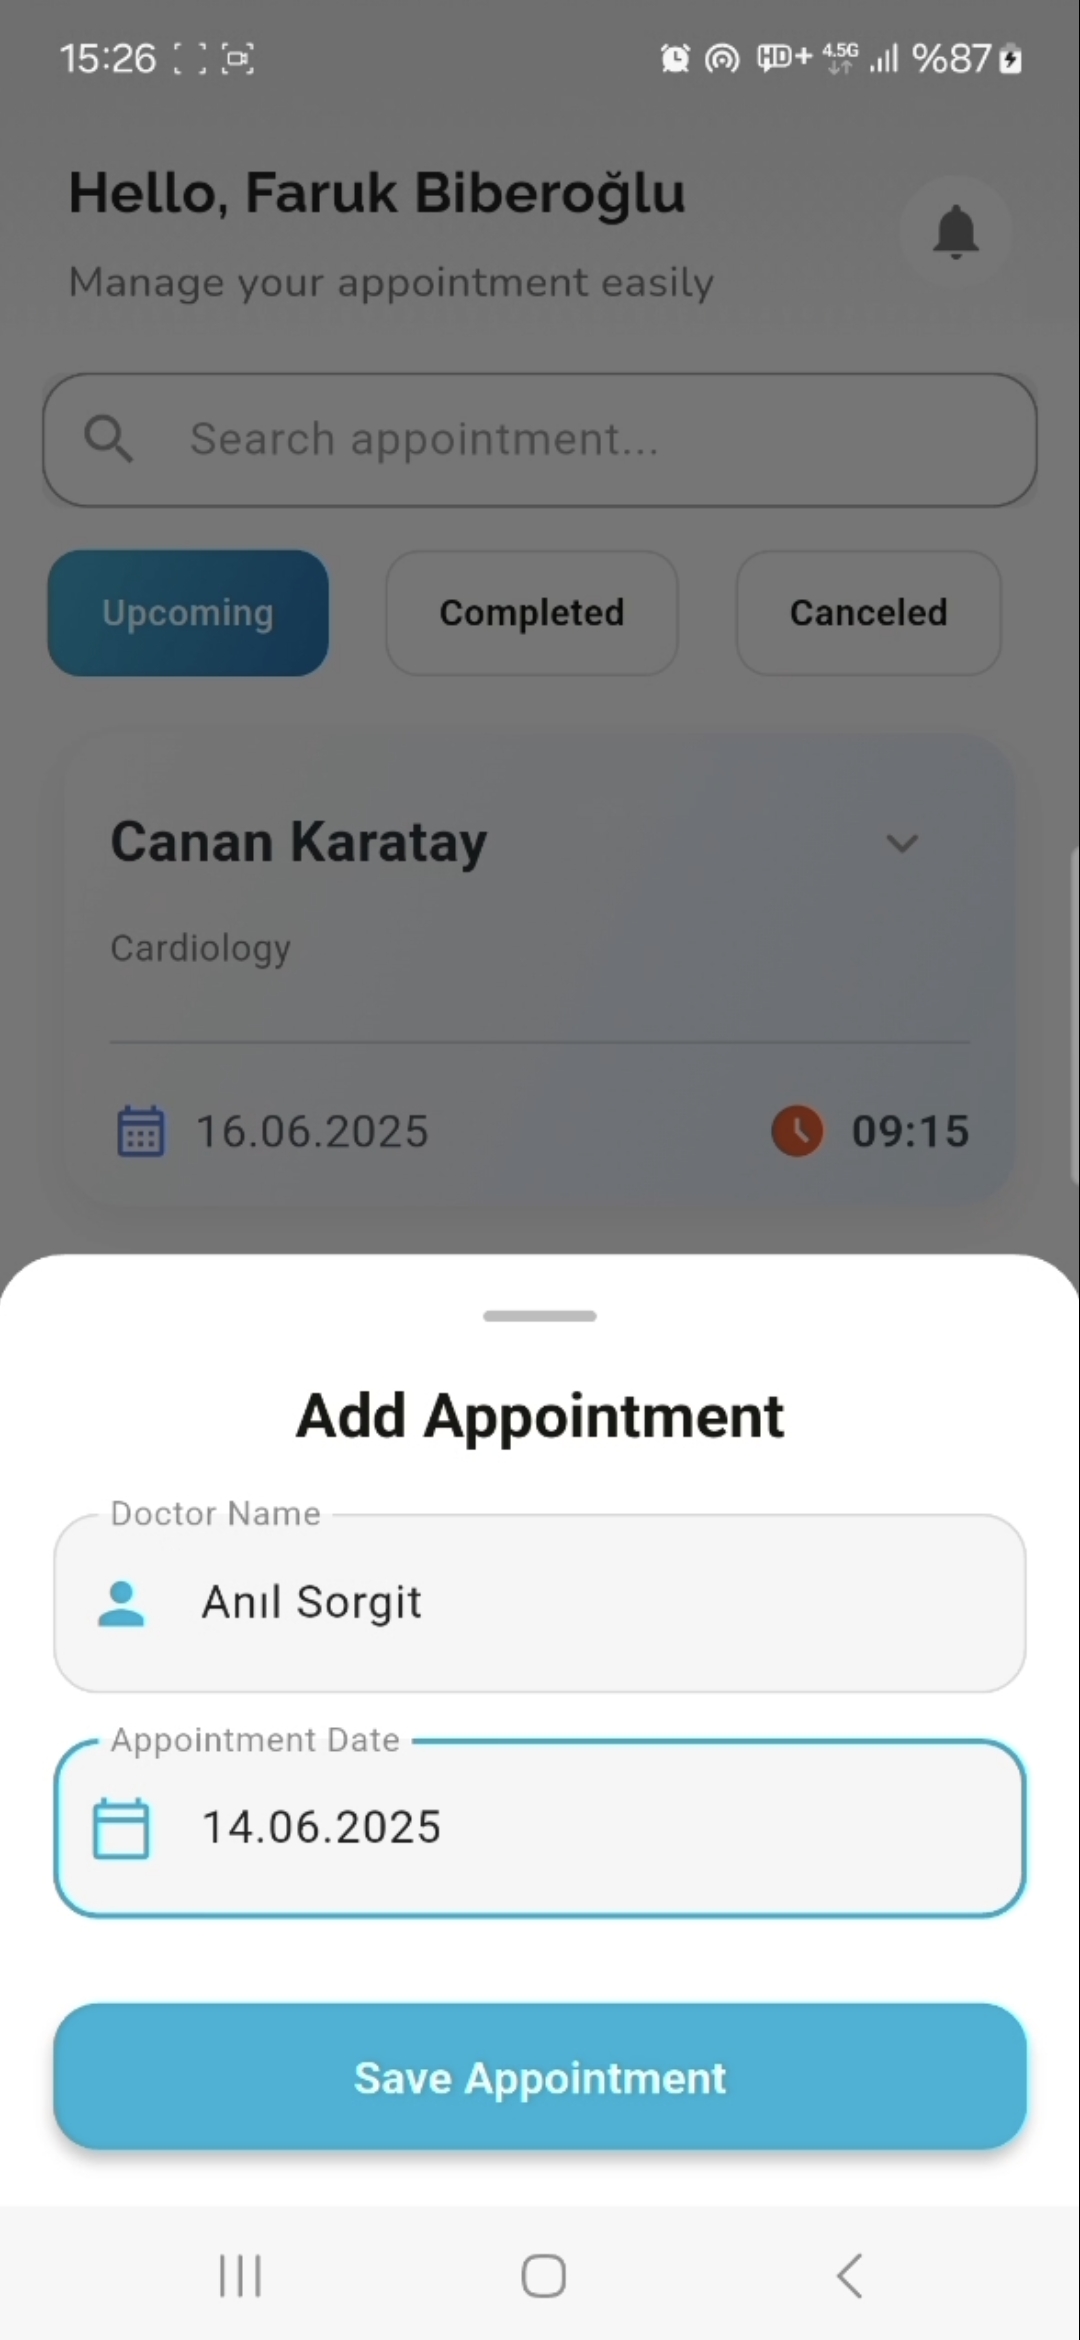 15:26 HD+ 4.5G %87
Hello, Faruk Biberoğlu
Manage your appointment easily
Search appointment...
Upcoming Completed Canceled
Canan Karatay
Cardiology
16.06.2025 09:15
Add Appointment
Doctor Name
Anıl Sorgit
Appointment Date
14.06.2025
Save Appointment